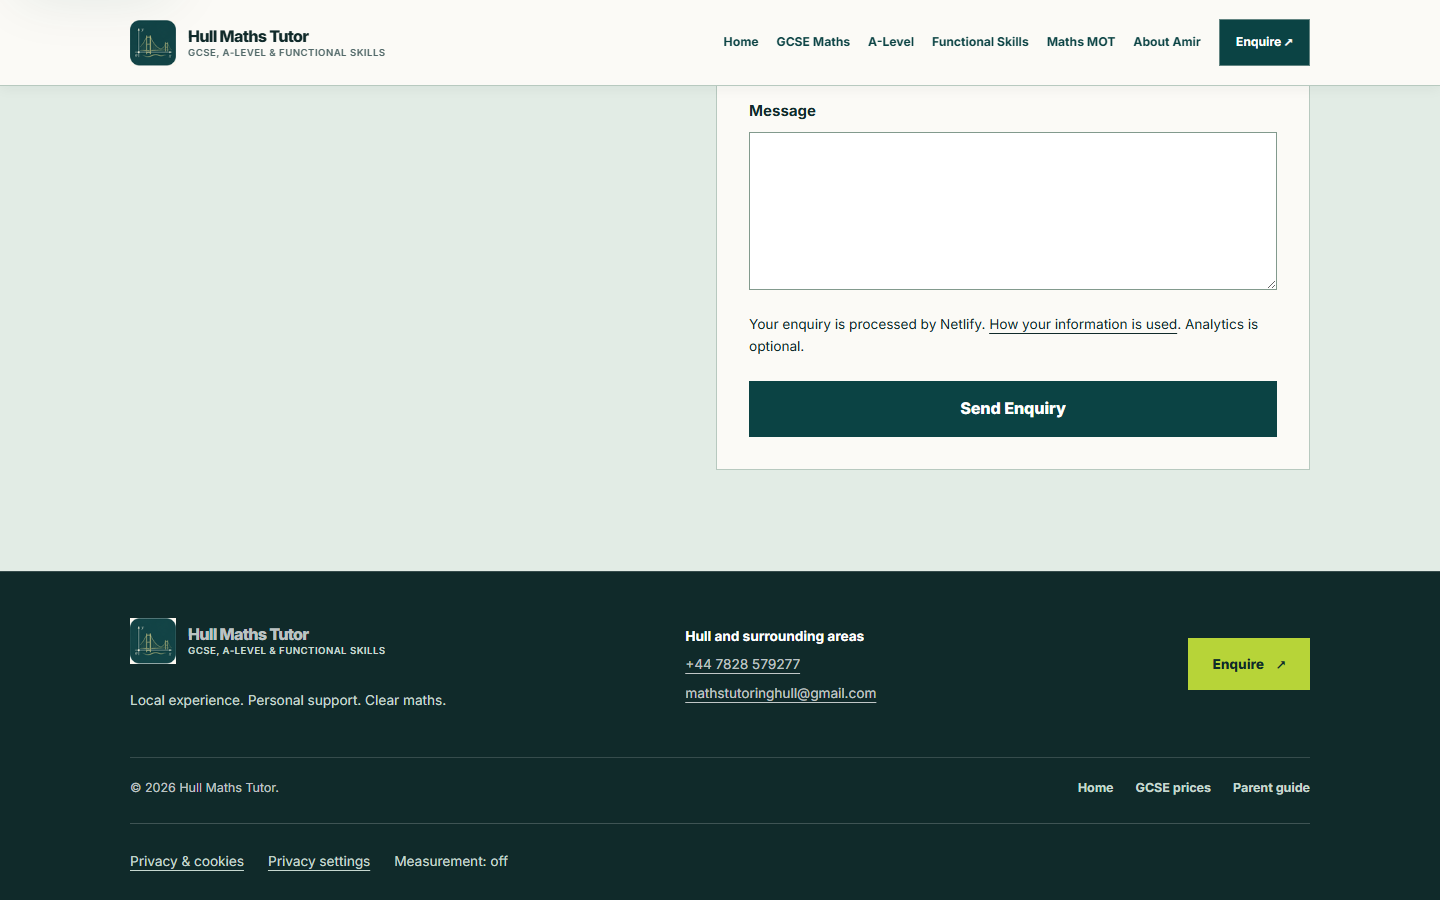 Hull Maths Tutor
GCSE, A-LEVEL & FUNCTIONAL SKILLS
Home GCSE Maths A-Level Functional Skills Maths MOT About Amir Enquire ↗
Message
Your enquiry is processed by Netlify. How your information is used. Analytics is
optional.
Send Enquiry
Hull Maths Tutor
GCSE, A-LEVEL & FUNCTIONAL SKILLS
Local experience. Personal support. Clear maths.
Hull and surrounding areas
+44 7828 579277
mathstutoringhull@gmail.com
Enquire ↗
© 2026 Hull Maths Tutor.
Home GCSE prices Parent guide
Privacy & cookies Privacy settings Measurement: off